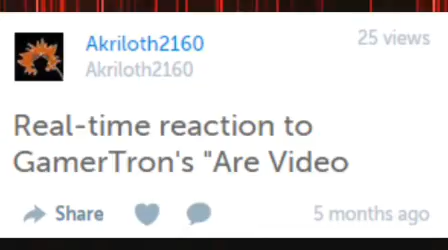 Akriloth2160
25 views
Akriloth2160
Real-time reaction to
GamerTron's "Are Video
Share
5 months ago